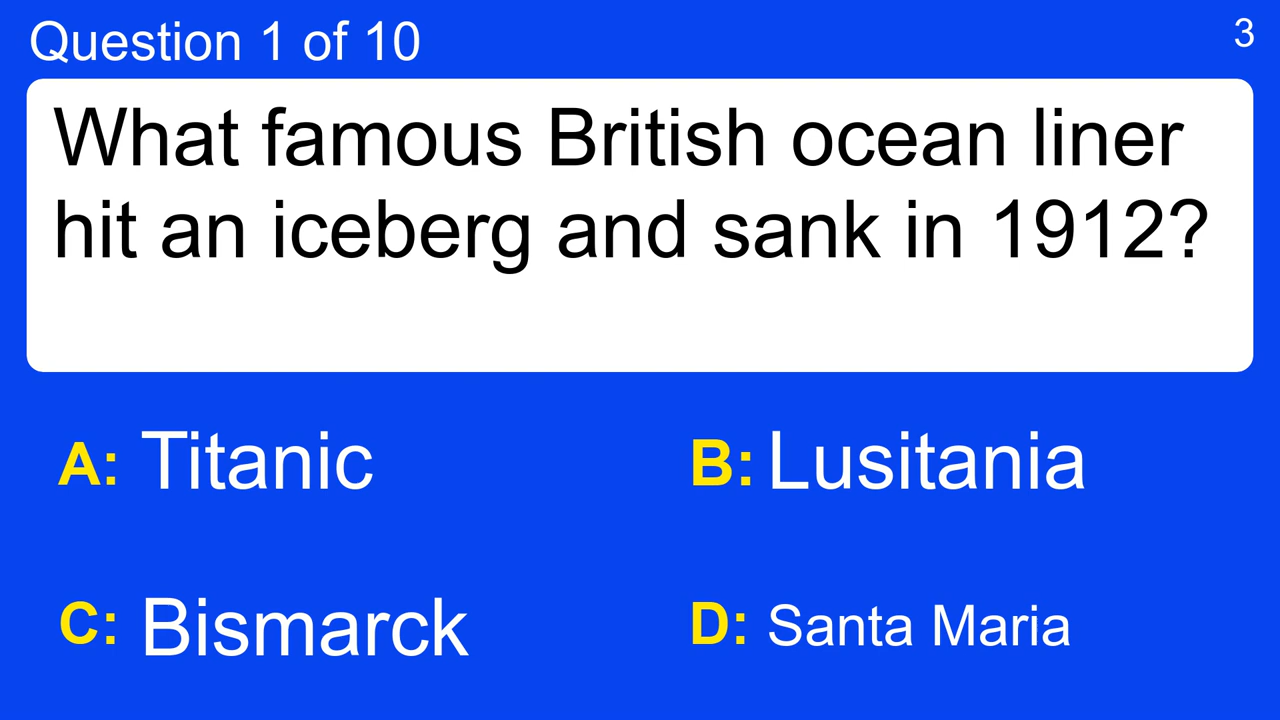 Question 1 of 10
3
What famous British ocean liner
hit an iceberg and sank in 1912?
A: Titanic
B: Lusitania
C: Bismarck
D: Santa Maria